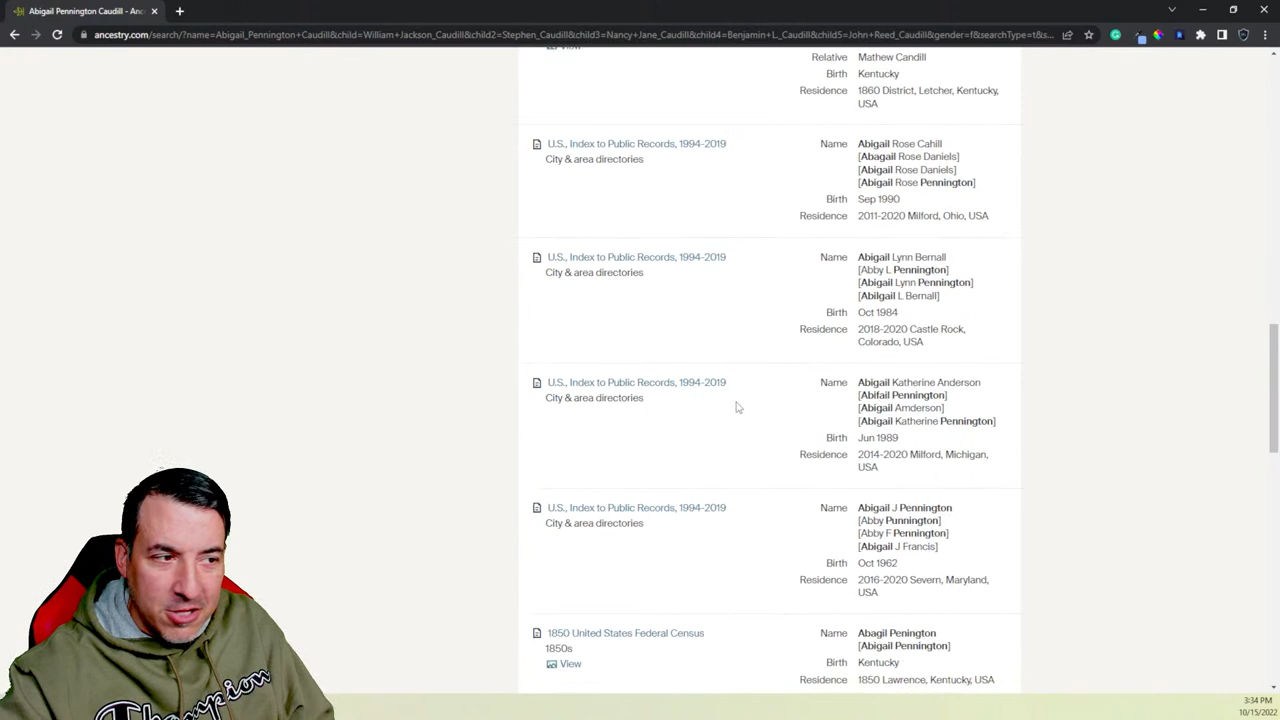 Abigail Pennington Caudill - Anc
ancestry.com/search/?name=Abigail_Pennington+Caudill&child=William+Jackson_Caudill&child2=Stephen_Caudill&child3=Nancy+Jane_Caudill&child4=Benjamin+L._Caudill&child5=John+Reed_Caudill&gender=f&searchType=t&s...
View
Relative Mathew Candill
Birth Kentucky
Residence 1860 District, Letcher, Kentucky,
USA
U.S., Index to Public Records, 1994-2019 Name Abigail Rose Cahill
City & area directories [Abagail Rose Daniels]
[Abigail Rose Daniels]
[Abigail Rose Pennington]
Birth Sep 1990
Residence 2011-2020 Milford, Ohio, USA
U.S., Index to Public Records, 1994-2019 Name Abigail Lynn Bernall
City & area directories [Abby L Pennington]
[Abigail Lynn Pennington]
[Abilgail L Bernall]
Birth Oct 1984
Residence 2018-2020 Castle Rock,
Colorado, USA
U.S., Index to Public Records, 1994-2019 Name Abigail Katherine Anderson
City & area directories [Abifail Pennington]
[Abigail Amderson]
[Abigail Katherine Pennington]
Birth Jun 1989
Residence 2014-2020 Milford, Michigan,
USA
U.S., Index to Public Records, 1994-2019 Name Abigail J Pennington
City & area directories [Abby Punnington]
[Abby F Pennington]
[Abigail J Francis]
Birth Oct 1962
Residence 2016-2020 Severn, Maryland,
USA
1850 United States Federal Census Name Abagil Penington
1850s [Abigail Pennington]
View Birth Kentucky
Residence 1850 Lawrence, Kentucky, USA
Champion
3:34 PM
10/15/2022